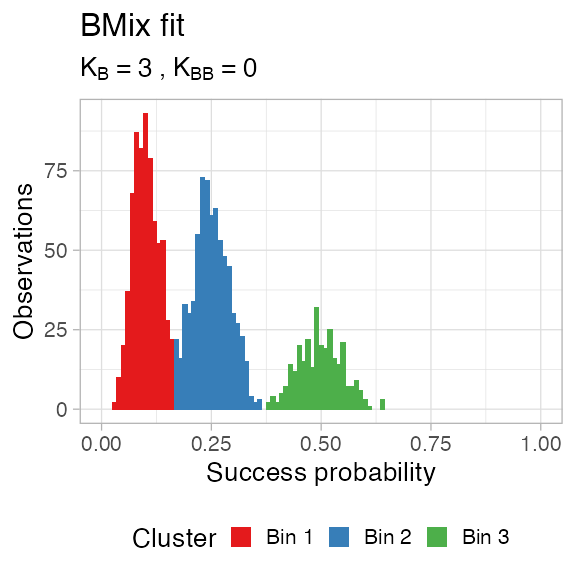 BMix fit
K_B = 3 , K_BB = 0
75
50
25
0
Observations
0.00 0.25 0.50 0.75 1.00
Success probability
Cluster Bin 1 Bin 2 Bin 3